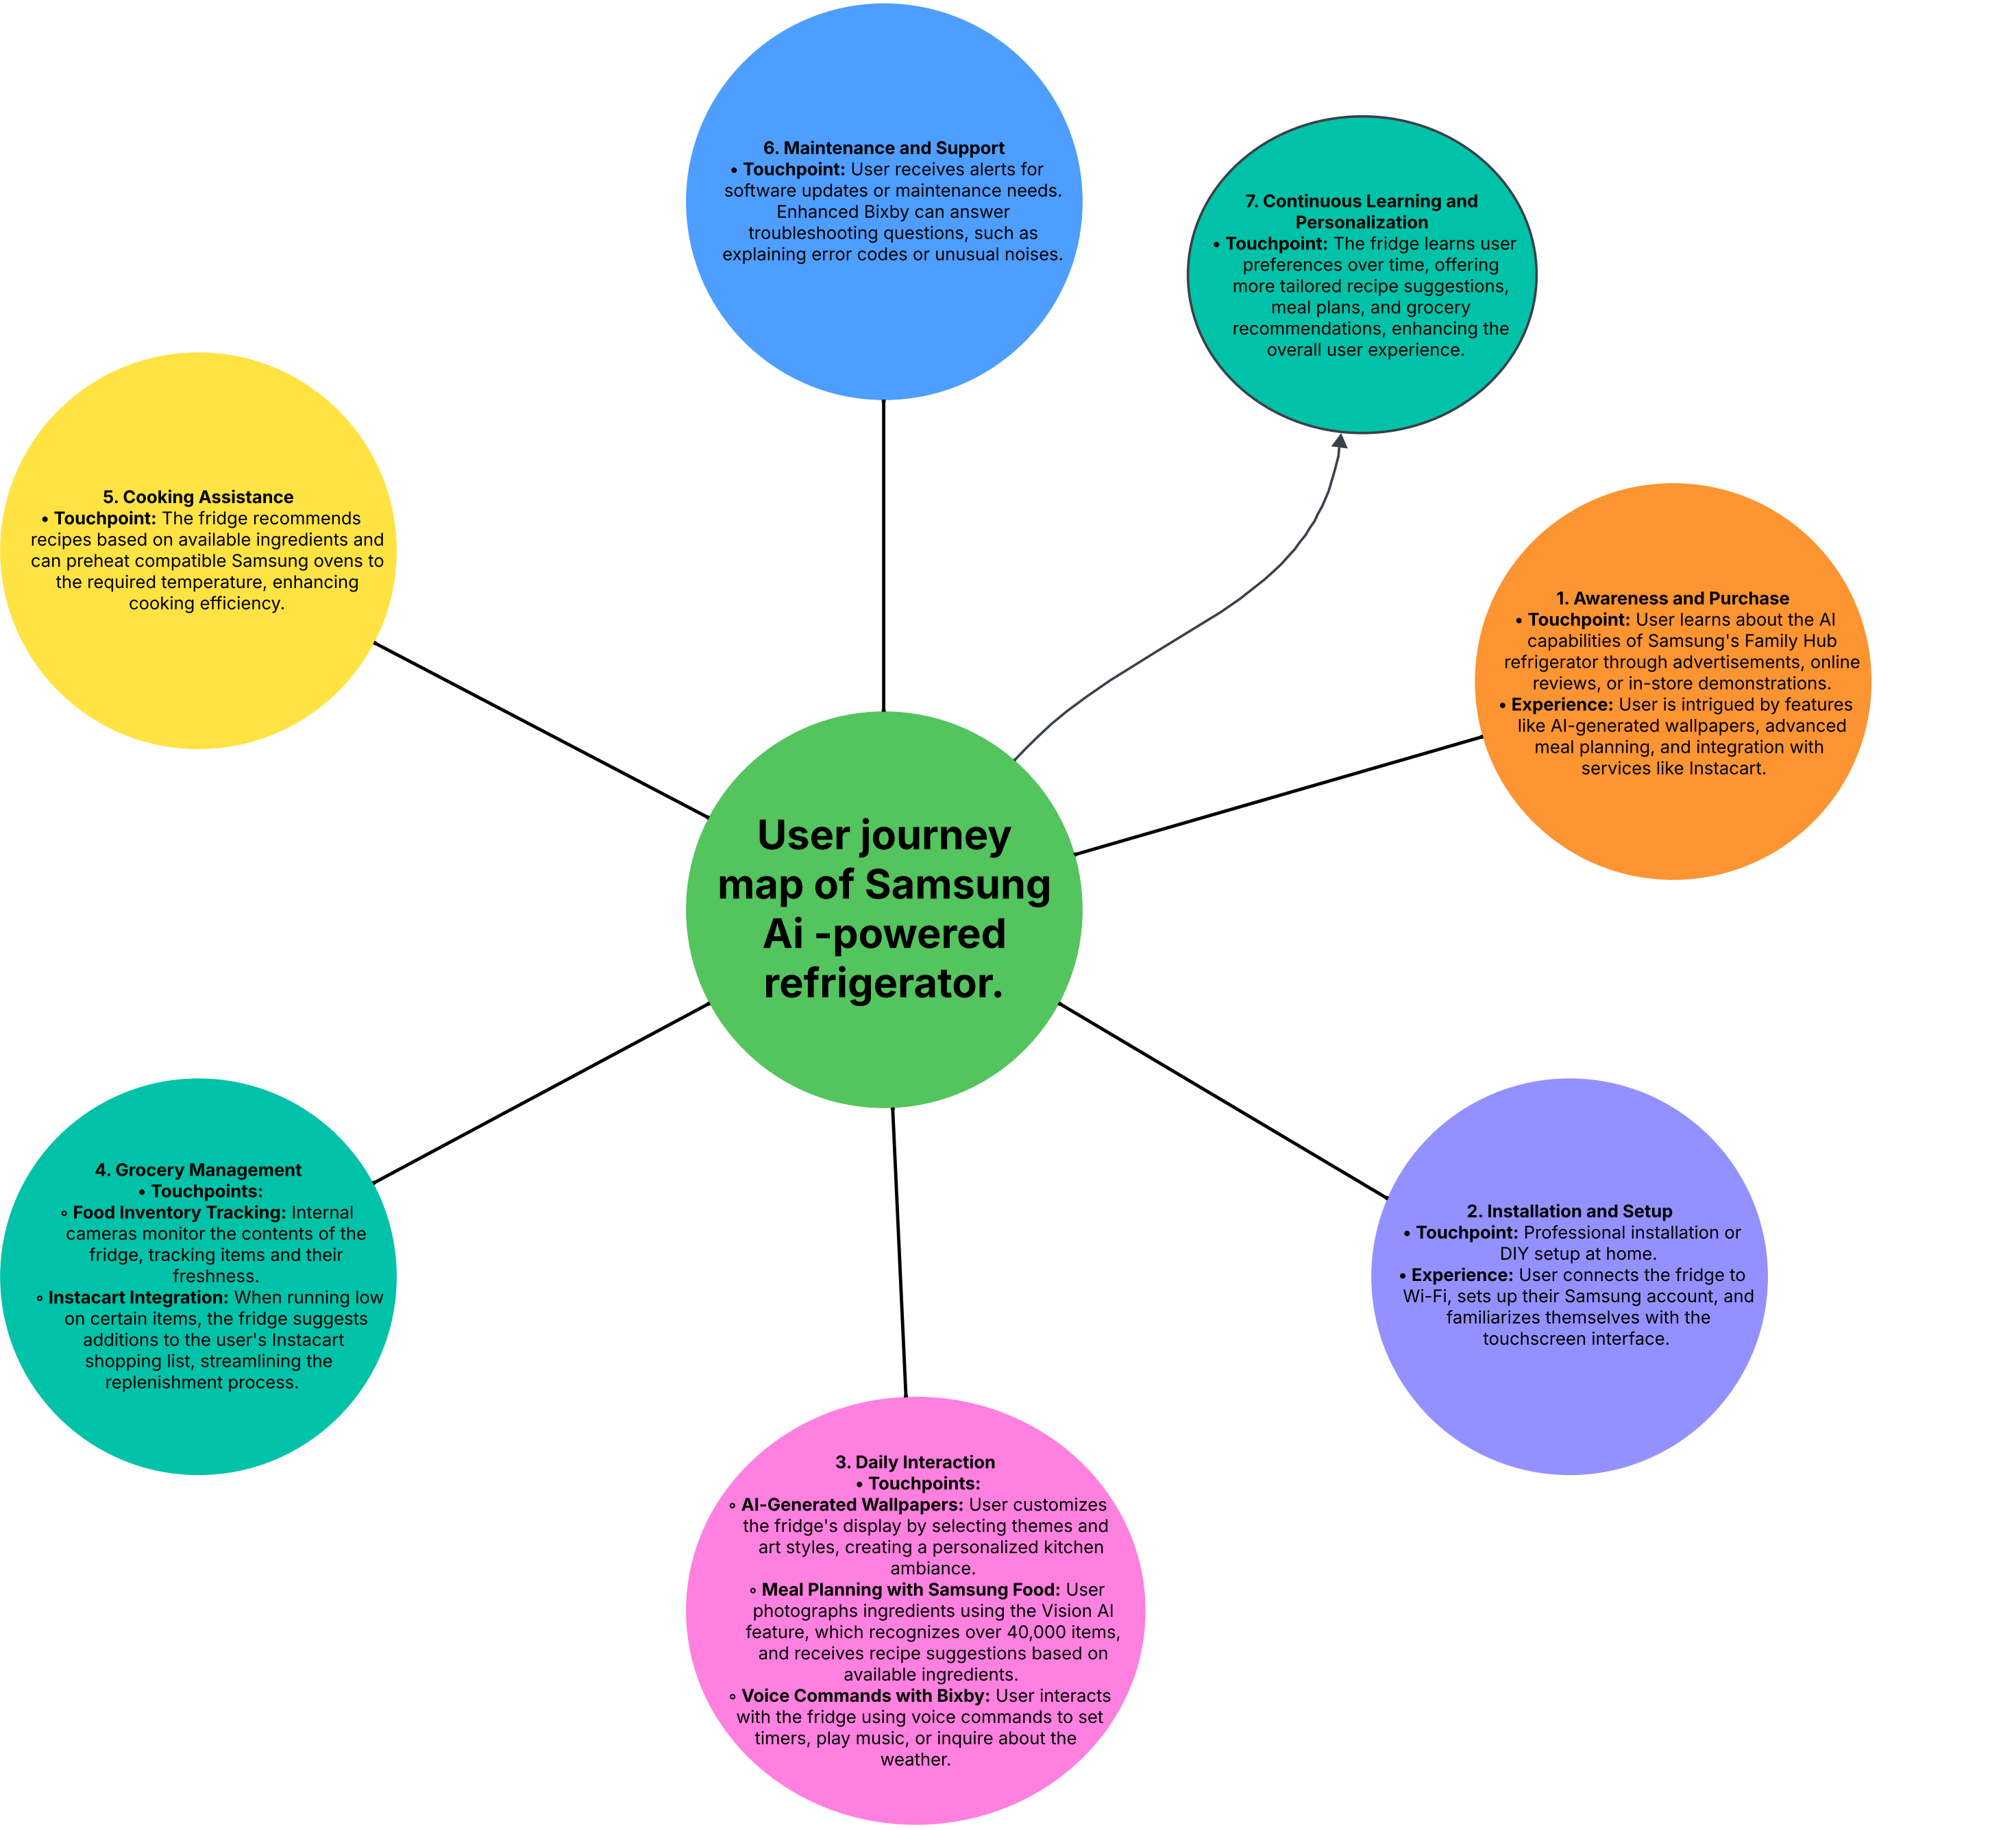 User journey
map of Samsung
Ai -powered
refrigerator.
1. Awareness and Purchase
• Touchpoint: User learns about the AI
capabilities of Samsung's Family Hub
refrigerator through advertisements, online
reviews, or in-store demonstrations.
• Experience: User is intrigued by features
like AI-generated wallpapers, advanced
meal planning, and integration with
services like Instacart.
2. Installation and Setup
• Touchpoint: Professional installation or
DIY setup at home.
• Experience: User connects the fridge to
Wi-Fi, sets up their Samsung account, and
familiarizes themselves with the
touchscreen interface.
3. Daily Interaction
• Touchpoints:
◦ AI-Generated Wallpapers: User customizes
the fridge's display by selecting themes and
art styles, creating a personalized kitchen
ambiance.
◦ Meal Planning with Samsung Food: User
photographs ingredients using the Vision AI
feature, which recognizes over 40,000 items,
and receives recipe suggestions based on
available ingredients.
◦ Voice Commands with Bixby: User interacts
with the fridge using voice commands to set
timers, play music, or inquire about the
weather.
4. Grocery Management
• Touchpoints:
◦ Food Inventory Tracking: Internal
cameras monitor the contents of the
fridge, tracking items and their
freshness.
◦ Instacart Integration: When running low
on certain items, the fridge suggests
additions to the user's Instacart
shopping list, streamlining the
replenishment process.
5. Cooking Assistance
• Touchpoint: The fridge recommends
recipes based on available ingredients and
can preheat compatible Samsung ovens to
the required temperature, enhancing
cooking efficiency.
6. Maintenance and Support
• Touchpoint: User receives alerts for
software updates or maintenance needs.
Enhanced Bixby can answer
troubleshooting questions, such as
explaining error codes or unusual noises.
7. Continuous Learning and
Personalization
• Touchpoint: The fridge learns user
preferences over time, offering
more tailored recipe suggestions,
meal plans, and grocery
recommendations, enhancing the
overall user experience.